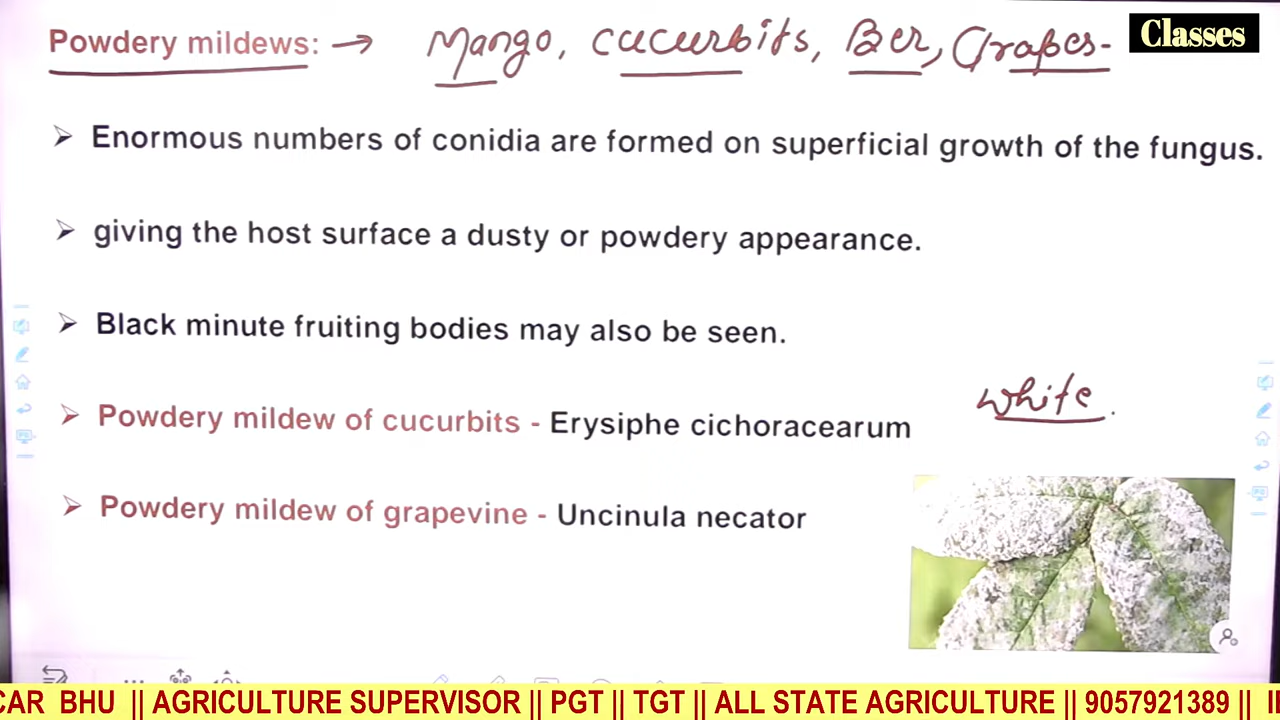 Powdery mildews: → Mango, cucurbits, Ber, Grapes-
Classes
➢ Enormous numbers of conidia are formed on superficial growth of the fungus.
➢ giving the host surface a dusty or powdery appearance.
➢ Black minute fruiting bodies may also be seen.
white.
➢ Powdery mildew of cucurbits - Erysiphe cichoracearum
➢ Powdery mildew of grapevine - Uncinula necator
CAR BHU || AGRICULTURE SUPERVISOR || PGT || TGT || ALL STATE AGRICULTURE || 9057921389 ||